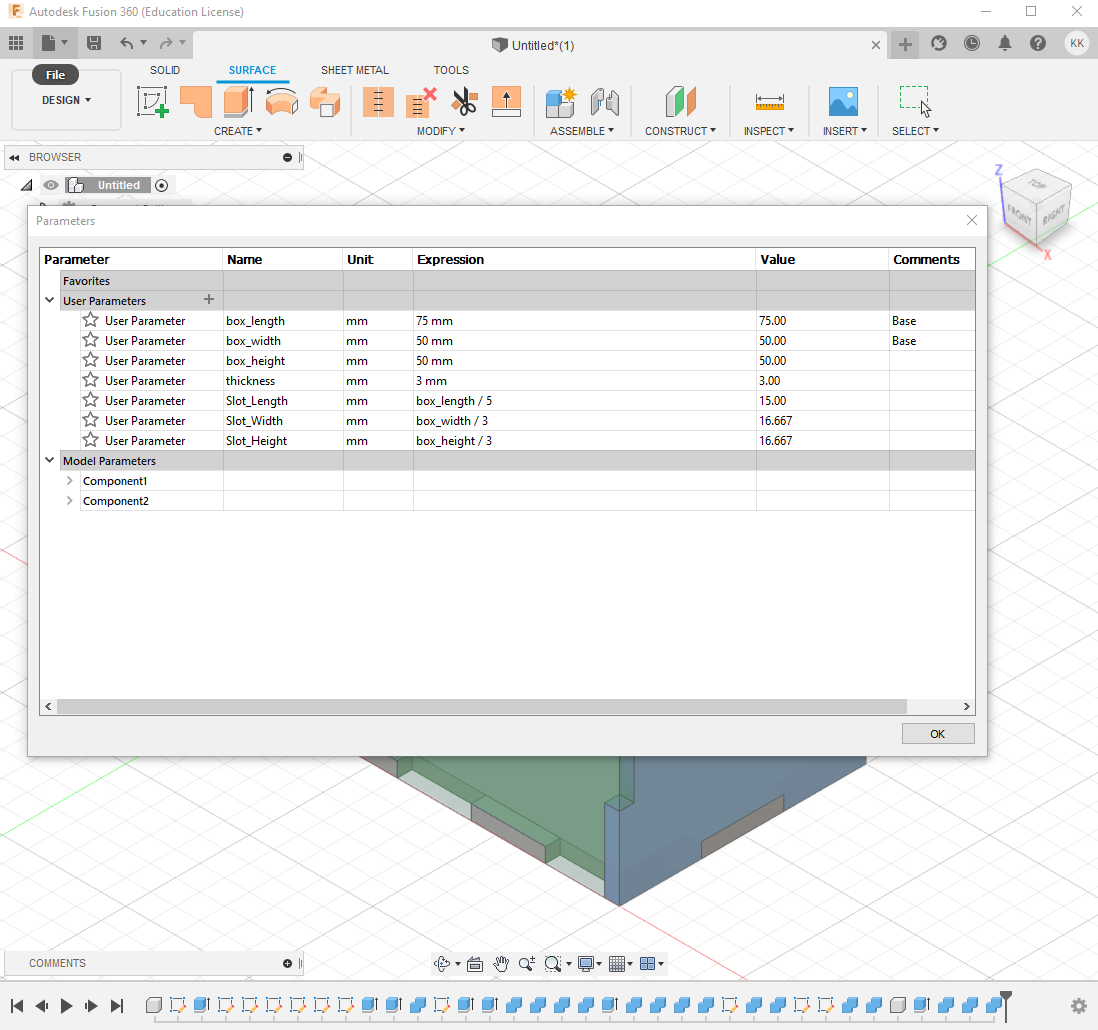 F Autodesk Fusion 360 (Education License)
Untitled*(1)
KK
File
SOLID SURFACE SHEET METAL TOOLS
DESIGN
CREATE MODIFY ASSEMBLE CONSTRUCT INSPECT INSERT SELECT
BROWSER
Untitled
Z
TOP
FRONT RIGHT
X
Parameters
Parameter Name Unit Expression Value Comments
Favorites
User Parameters +
User Parameter box_length mm 75 mm 75.00 Base
User Parameter box_width mm 50 mm 50.00 Base
User Parameter box_height mm 50 mm 50.00
User Parameter thickness mm 3 mm 3.00
User Parameter Slot_Length mm box_length / 5 15.00
User Parameter Slot_Width mm box_width / 3 16.667
User Parameter Slot_Height mm box_height / 3 16.667
Model Parameters
Component1
Component2
OK
COMMENTS